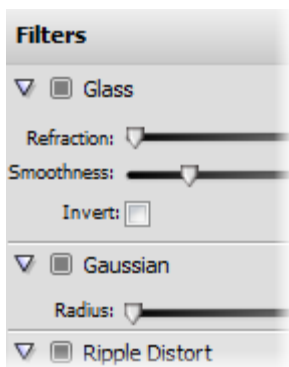 Filters
Glass
Refraction:
Smoothness:
Invert:
Gaussian
Radius:
Ripple Distort